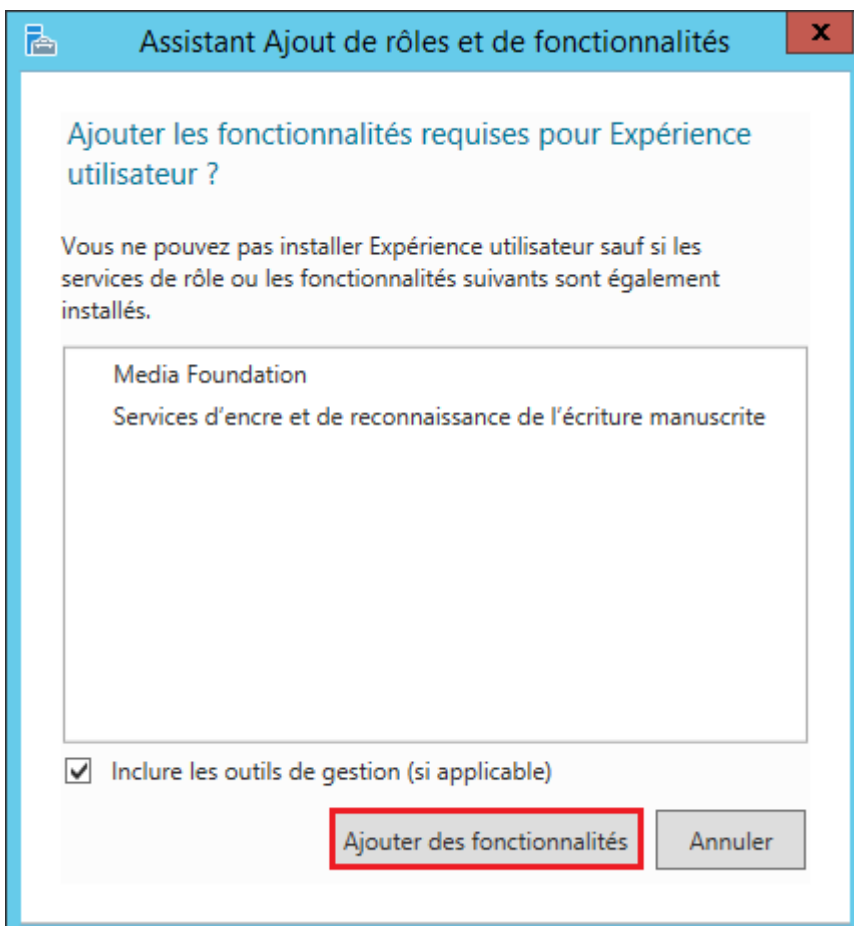 Assistant Ajout de rôles et de fonctionnalités
x
Ajouter les fonctionnalités requises pour Expérience
utilisateur ?
Vous ne pouvez pas installer Expérience utilisateur sauf si les
services de rôle ou les fonctionnalités suivants sont également
installés.
Media Foundation
Services d’encre et de reconnaissance de l’écriture manuscrite
Inclure les outils de gestion (si applicable)
Ajouter des fonctionnalités
Annuler